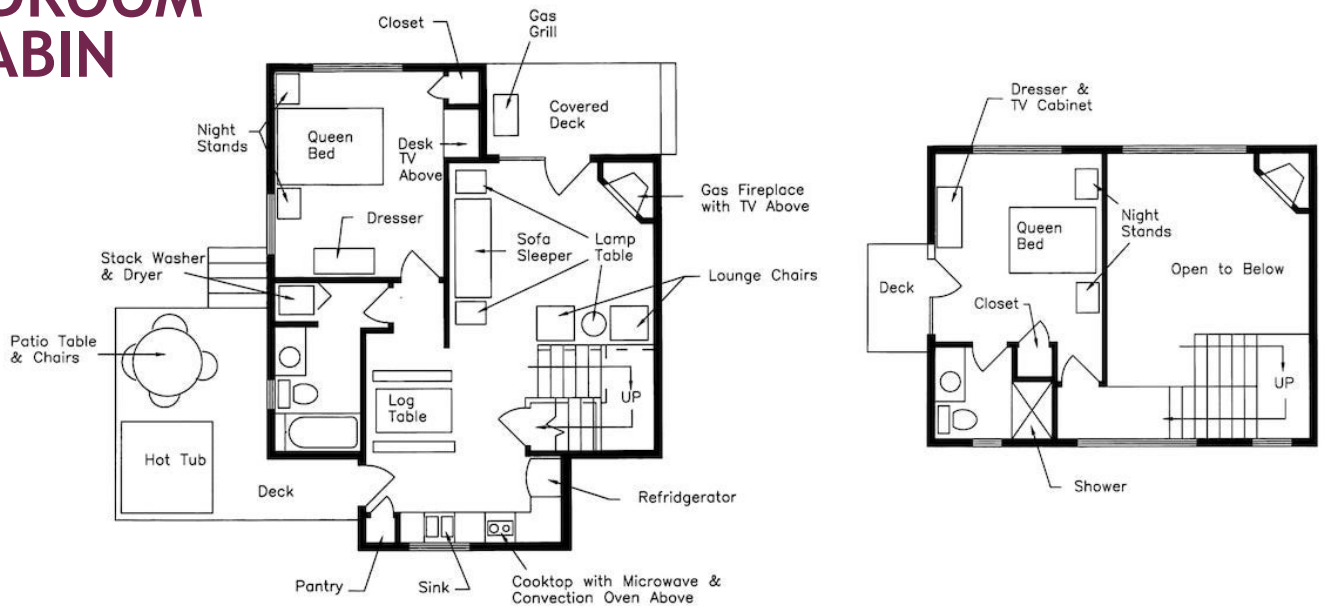 DROOM
ABIN
Closet
Gas
Grill
Covered
Deck
Night
Stands
Queen
Bed
Desk
TV
Above
Gas Fireplace
with TV Above
Dresser
Sofa
Sleeper
Lamp
Table
Stack Washer
& Dryer
Lounge Chairs
Patio Table
& Chairs
Log
Table
UP
Hot Tub
Deck
Refridgerator
Pantry
Sink
Cooktop with Microwave &
Convection Oven Above
Dresser &
TV Cabinet
Night
Stands
Queen
Bed
Open to Below
Deck
Closet
UP
Shower